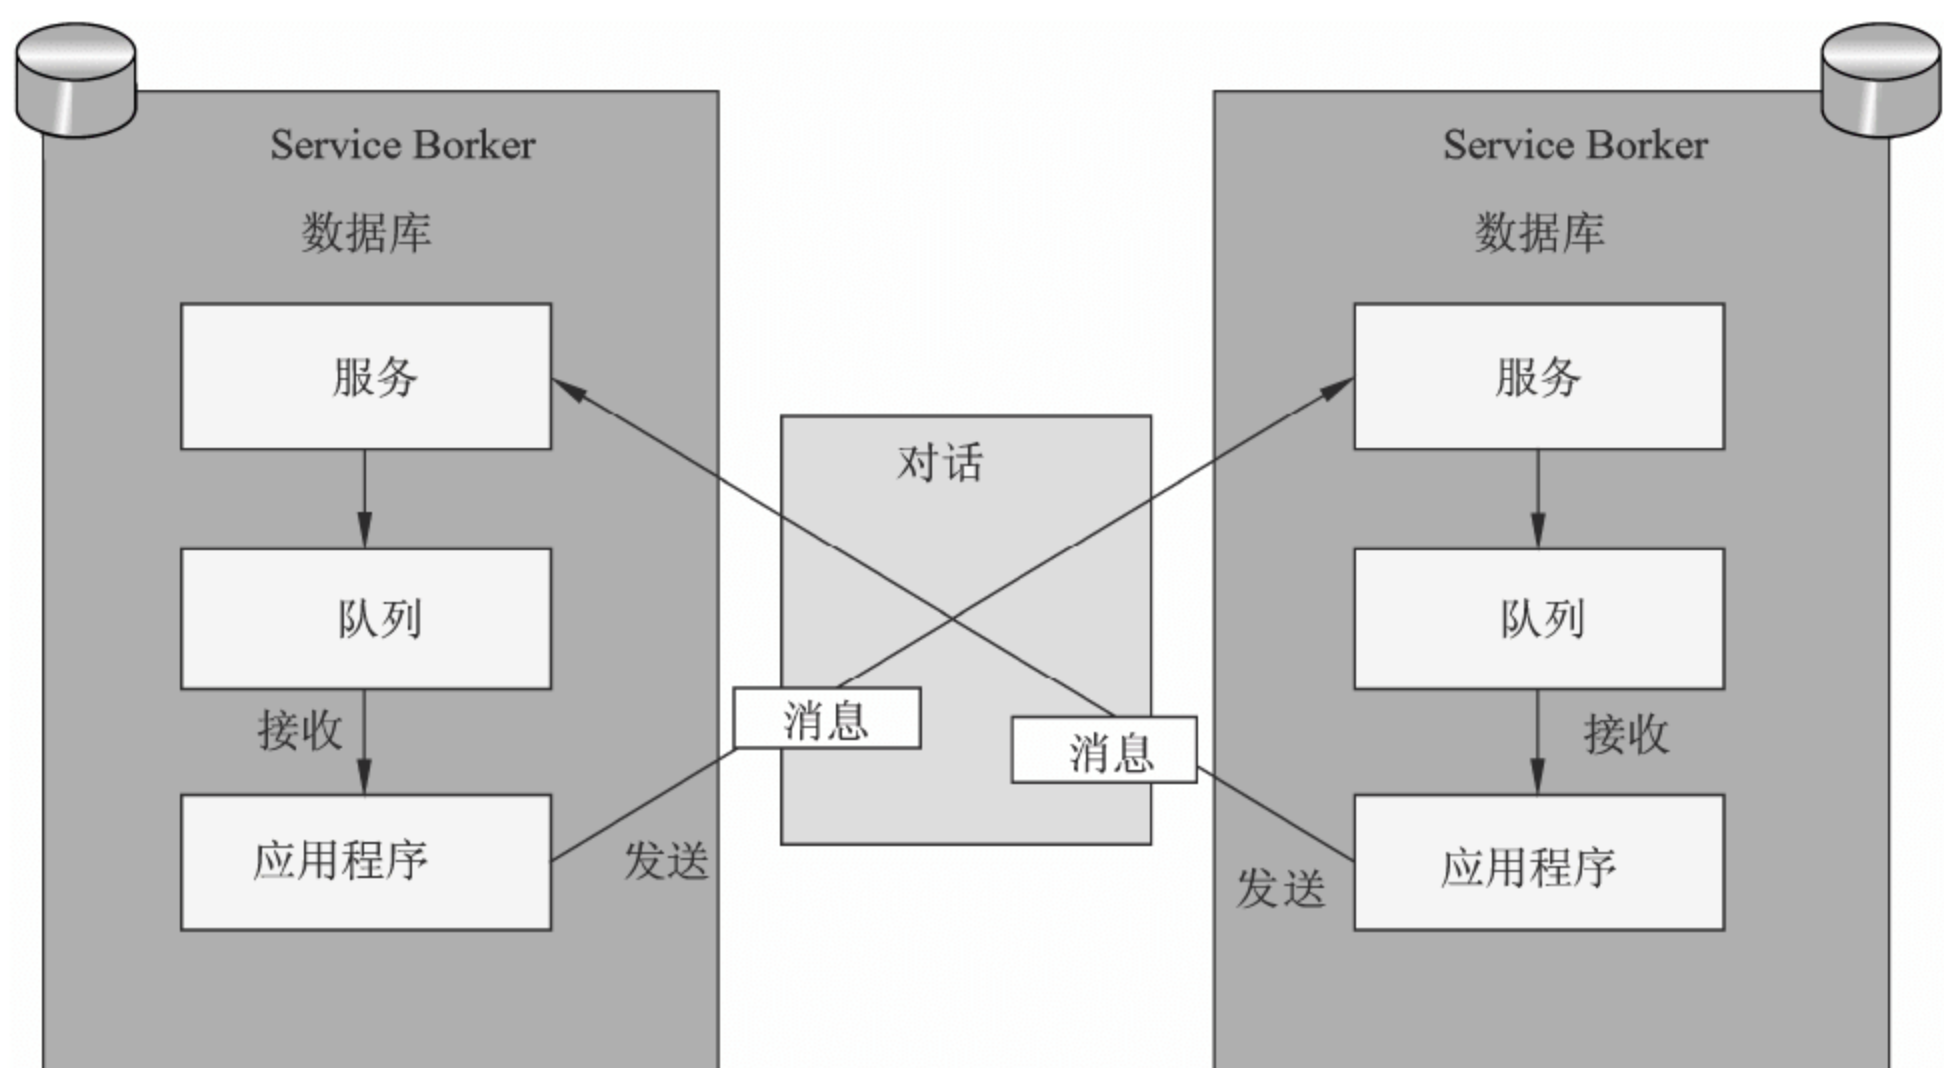 Service Borker
数据库
服务
队列
接收
应用程序
发送
对话
消息
消息
Service Borker
数据库
服务
队列
接收
应用程序
发送